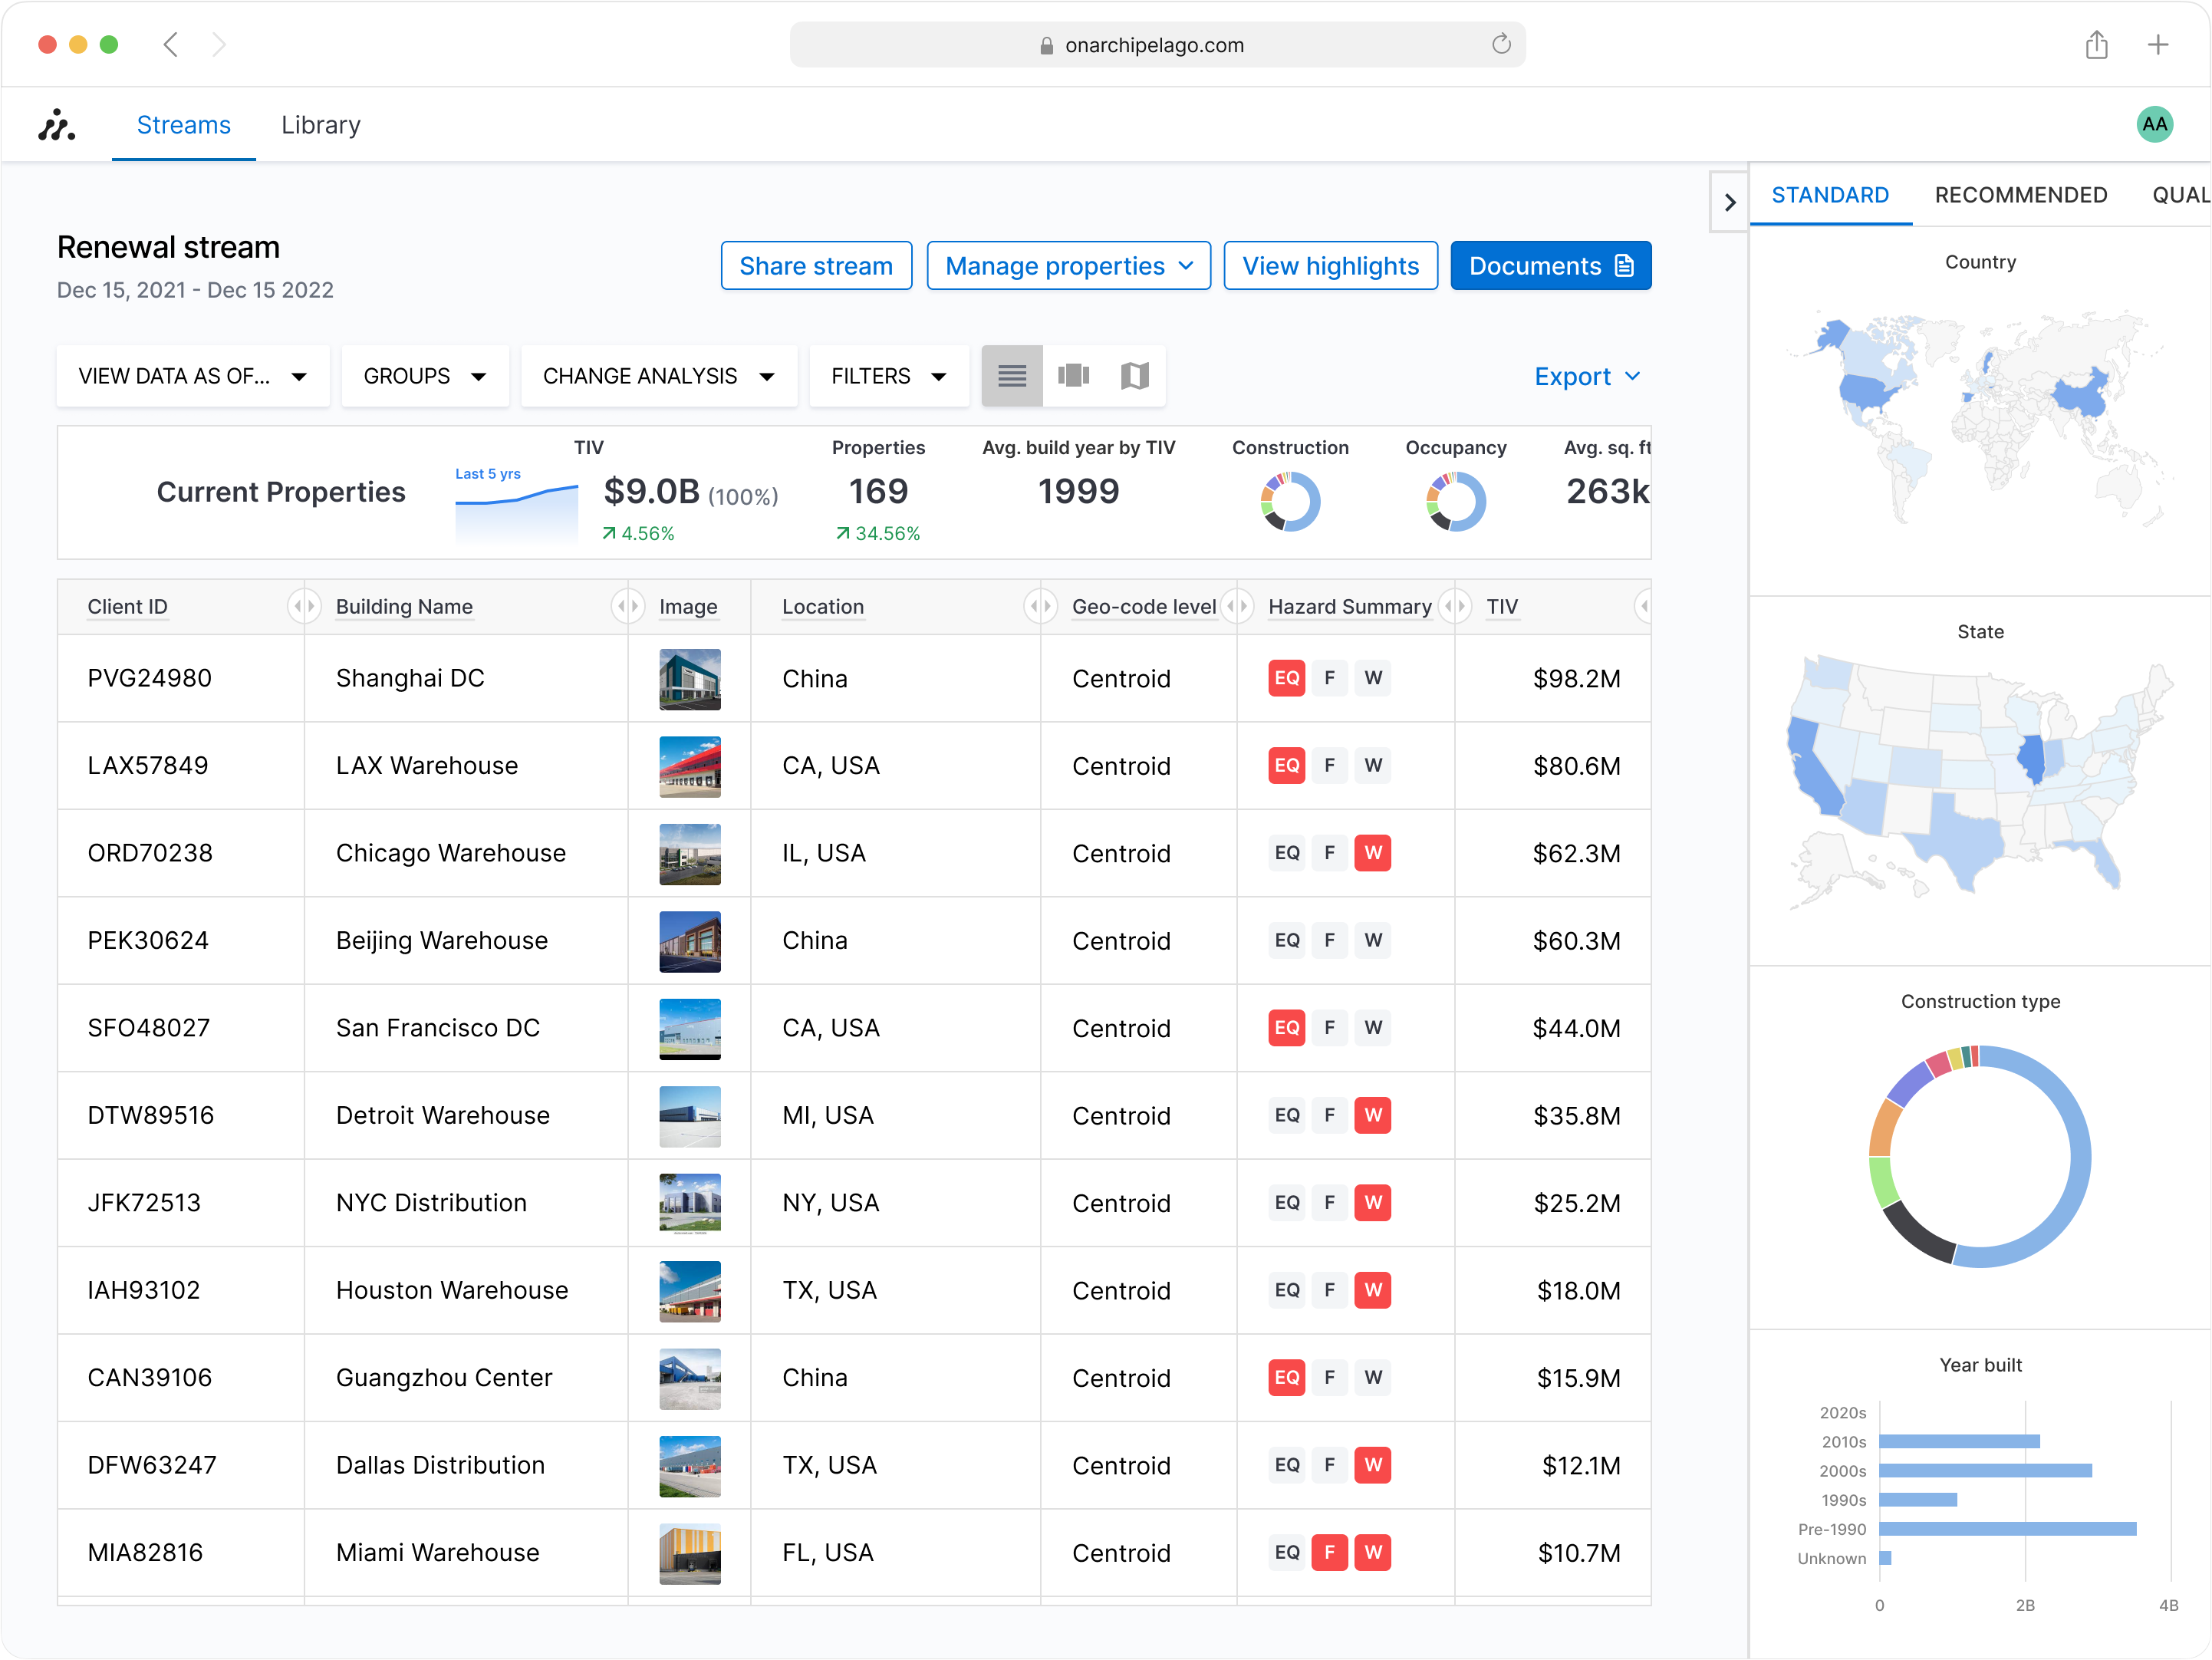 onarchipelago.com
Streams
Library
AA
STANDARD
RECOMMENDED
QUAL
Renewal stream
Dec 15, 2021 - Dec 15 2022
Share stream
Manage properties
View highlights
Documents
VIEW DATA AS OF...
GROUPS
CHANGE ANALYSIS
FILTERS
Export
Current Properties
Last 5 yrs
TIV
$9.0B (100%)
4.56%
Properties
169
34.56%
Avg. build year by TIV
1999
Construction
Occupancy
Avg. sq. ft
263k
Client ID Building Name Image Location Geo-code level Hazard Summary TIV
PVG24980 Shanghai DC China Centroid EQ F W $98.2M
LAX57849 LAX Warehouse CA, USA Centroid EQ F W $80.6M
ORD70238 Chicago Warehouse IL, USA Centroid EQ F W $62.3M
PEK30624 Beijing Warehouse China Centroid EQ F W $60.3M
SFO48027 San Francisco DC CA, USA Centroid EQ F W $44.0M
DTW89516 Detroit Warehouse MI, USA Centroid EQ F W $35.8M
JFK72513 NYC Distribution NY, USA Centroid EQ F W $25.2M
IAH93102 Houston Warehouse TX, USA Centroid EQ F W $18.0M
CAN39106 Guangzhou Center China Centroid EQ F W $15.9M
DFW63247 Dallas Distribution TX, USA Centroid EQ F W $12.1M
MIA82816 Miami Warehouse FL, USA Centroid EQ F W $10.7M
Country
State
Construction type
Year built
2020s
2010s
2000s
1990s
Pre-1990
Unknown
0 2B 4B